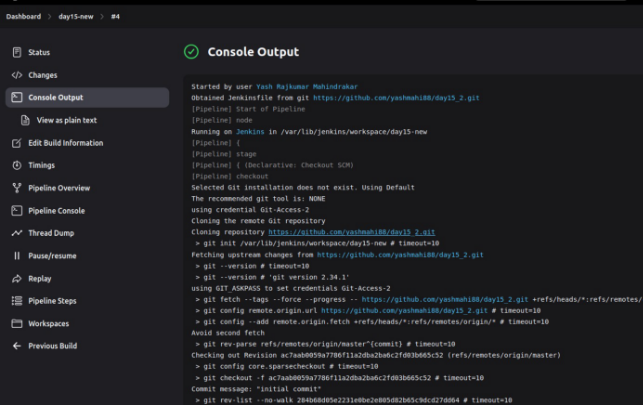 Dashboard > day15-new > #4
Status
</> Changes
Console Output
View as plain text
Edit Build Information
Timings
Pipeline Overview
Pipeline Console
Thread Dump
Pause/resume
Replay
Pipeline Steps
Workspaces
Previous Build
Console Output
Started by user Yash Rajkumar Mahindrakar
Obtained Jenkinsfile from git https://github.com/yashmahi88/day15_2.git
[Pipeline] Start of Pipeline
[Pipeline] node
Running on Jenkins in /var/lib/jenkins/workspace/day15-new
[Pipeline] {
[Pipeline] stage
[Pipeline] { (Declarative: Checkout SCM)
[Pipeline] checkout
Selected Git installation does not exist. Using Default
The recommended git tool is: NONE
using credential Git-Access-2
Cloning the remote Git repository
Cloning repository https://github.com/yashmahi88/day15_2.git
> git init /var/lib/jenkins/workspace/day15-new # timeout=10
Fetching upstream changes from https://github.com/yashmahi88/day15_2.git
> git --version # timeout=10
> git --version # 'git version 2.34.1'
using GIT_ASKPASS to set credentials Git-Access-2
> git fetch --tags --force --progress -- https://github.com/yashmahi88/day15_2.git +refs/heads/*:refs/remotes/
> git config remote.origin.url https://github.com/yashmahi88/day15_2.git # timeout=10
> git config --add remote.origin.fetch +refs/heads/*:refs/remotes/origin/* # timeout=10
Avoid second fetch
> git rev-parse refs/remotes/origin/master^{commit} # timeout=10
Checking out Revision ac7aab0059a7786f11a2dba2ba6c2fd03b665c52 (refs/remotes/origin/master)
> git config core.sparsecheckout # timeout=10
> git checkout -f ac7aab0059a7786f11a2dba2ba6c2fd03b665c52 # timeout=10
Commit message: "initial commit"
> git rev-list --no-walk 284b68d05e2231e0be2e805d82b65c9dcd27dd64 # timeout=10